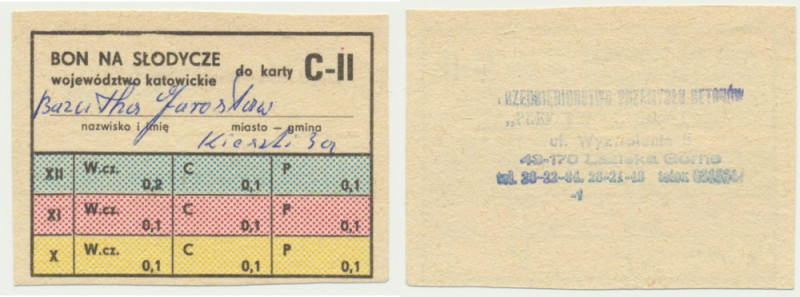 BON NA SŁODYCZE
województwo katowickie
do karty C-II
Jarosław
nazwisko i imię miasto - gmina
XII W.cz. 0,2 C 0,1 P 0,1
XI W.cz. 0,1 C 0,1 P 0,1
X W.cz. 0,1 C 0,1 P 0,1
PRZEMYSŁU BETONÓW
ul. Wyzwolenia
43-170 Łaziska Górne